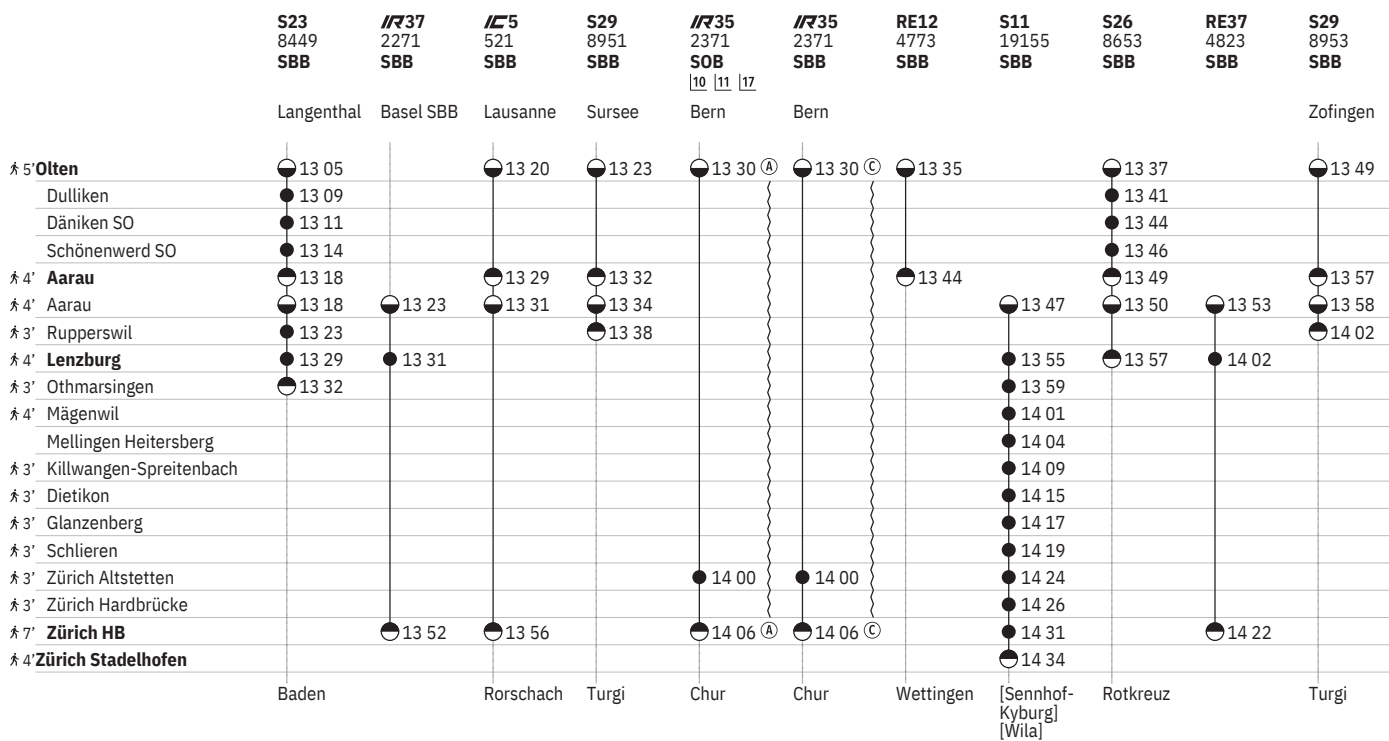 S23 IR37 IC5 S29 IR35 IR35 RE12 S11 S26 RE37 S29
8449 2271 521 8951 2371 2371 4773 19155 8653 4823 8953
SBB SBB SBB SBB SOB SBB SBB SBB SBB SBB SBB
10 11 17
Langenthal Basel SBB Lausanne Sursee Bern Bern Zofingen
5' Olten 13 05 13 20 13 23 13 30 A 13 30 C 13 35 13 37 13 49
Dulliken 13 09 13 41
Däniken SO 13 11 13 44
Schönenwerd SO 13 14 13 46
4' Aarau 13 18 13 29 13 32 13 44 13 49 13 57
4' Aarau 13 18 13 23 13 31 13 34 13 47 13 50 13 53 13 58
3' Rupperswil 13 23 13 38 14 02
4' Lenzburg 13 29 13 31 13 55 13 57 14 02
3' Othmarsingen 13 32 13 59
4' Mägenwil 14 01
Mellingen Heitersberg 14 04
3' Killwangen-Spreitenbach 14 09
3' Dietikon 14 15
3' Glanzenberg 14 17
3' Schlieren 14 19
3' Zürich Altstetten 14 00 14 00 14 24
3' Zürich Hardbrücke 14 26
7' Zürich HB 13 52 13 56 14 06 A 14 06 C 14 31 14 22
4' Zürich Stadelhofen 14 34
Baden Rorschach Turgi Chur Chur Wettingen [Sennhof- Rotkreuz Turgi
Kyburg]
[Wila]